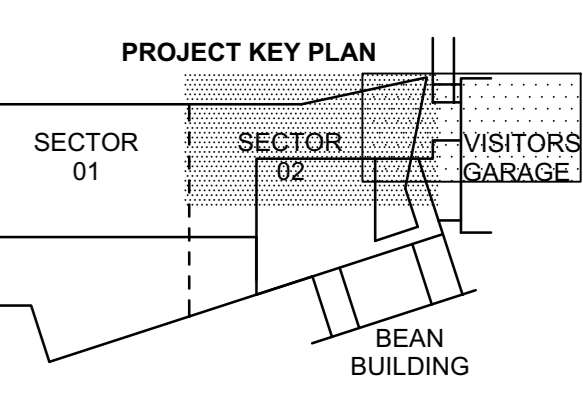 PROJECT KEY PLAN
SECTOR
01
SECTOR
02
VISITORS
GARAGE
BEAN
BUILDING